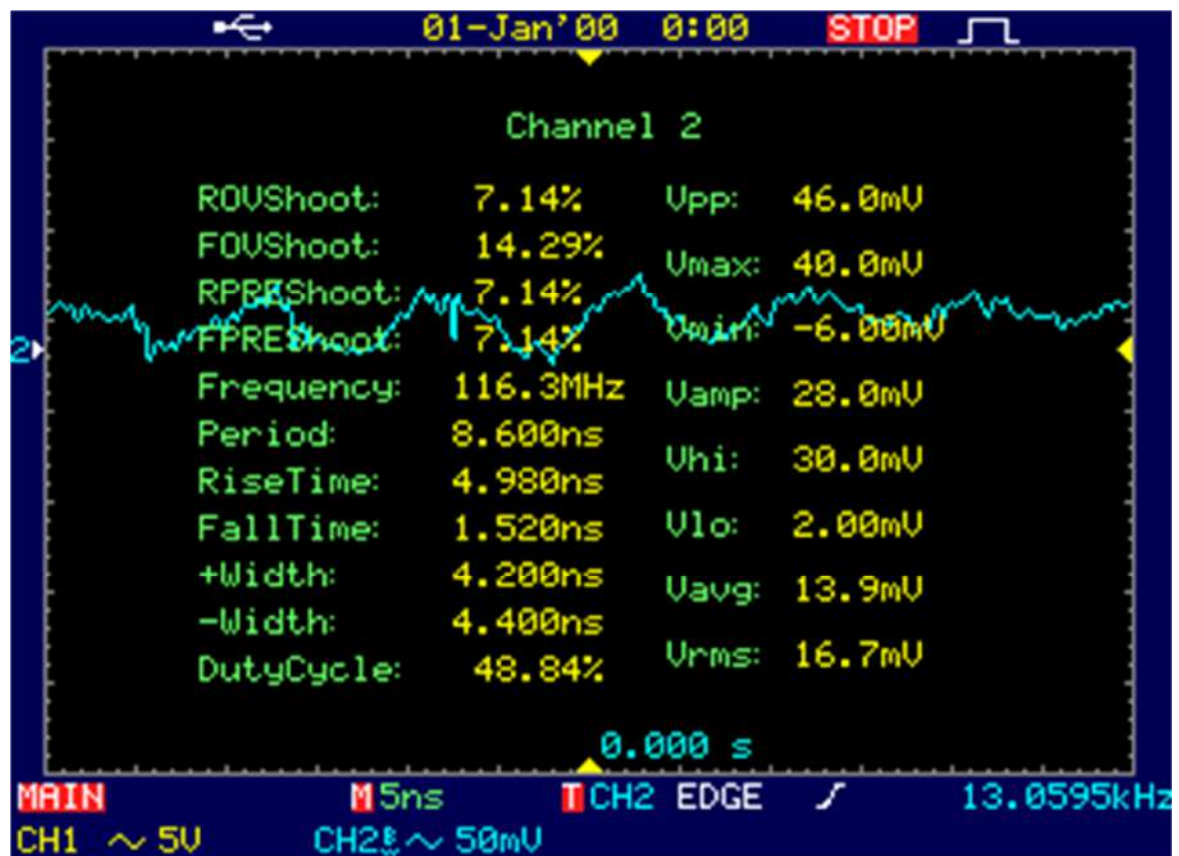 01-Jan'00 0:00 STOP
Channel 2
ROVShoot: 7.14%
FOVShoot: 14.29%
RPREShoot: 7.14%
FPREShoot: 7.14%
Frequency: 116.3MHz
Period: 8.600ns
RiseTime: 4.980ns
FallTime: 1.520ns
+Width: 4.200ns
-Width: 4.400ns
DutyCycle: 48.84%
Vpp: 46.0mV
Vmax: 40.0mV
Vmin: -6.00mV
Vamp: 28.0mV
Vhi: 30.0mV
Vlo: 2.00mV
Vavg: 13.9mV
Vrms: 16.7mV
2
0.000 s
MAIN M 5ns T CH2 EDGE 13.0595kHz
CH1 ~ 5V CH2 ~ 50mV